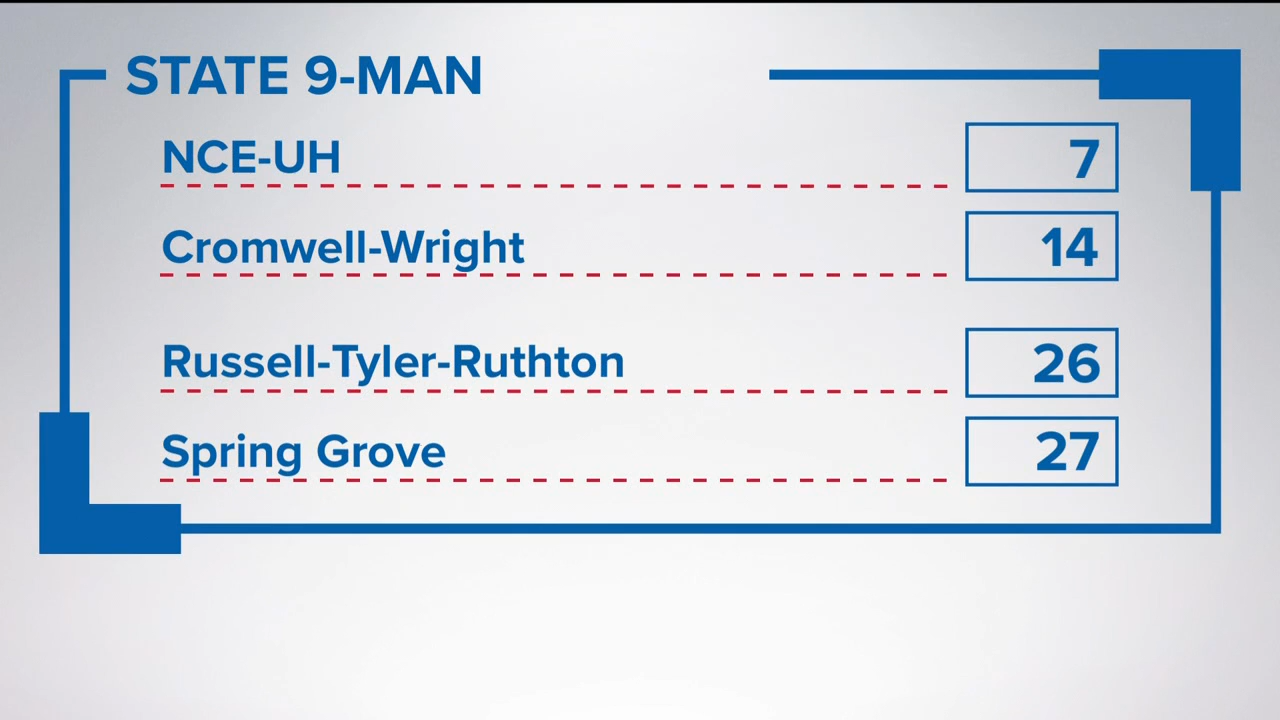 STATE 9-MAN
NCE-UH 7
Cromwell-Wright 14
Russell-Tyler-Ruthton 26
Spring Grove 27